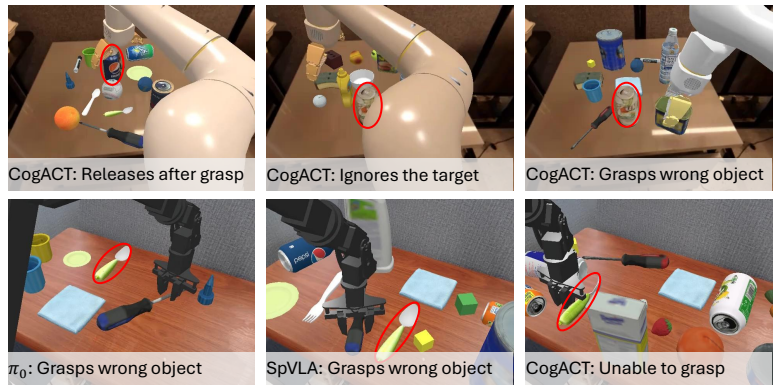 CogACT: Releases after grasp
CogACT: Ignores the target
CogACT: Grasps wrong object
pepsi
π₀: Grasps wrong object
SpVLA: Grasps wrong object
CogACT: Unable to grasp